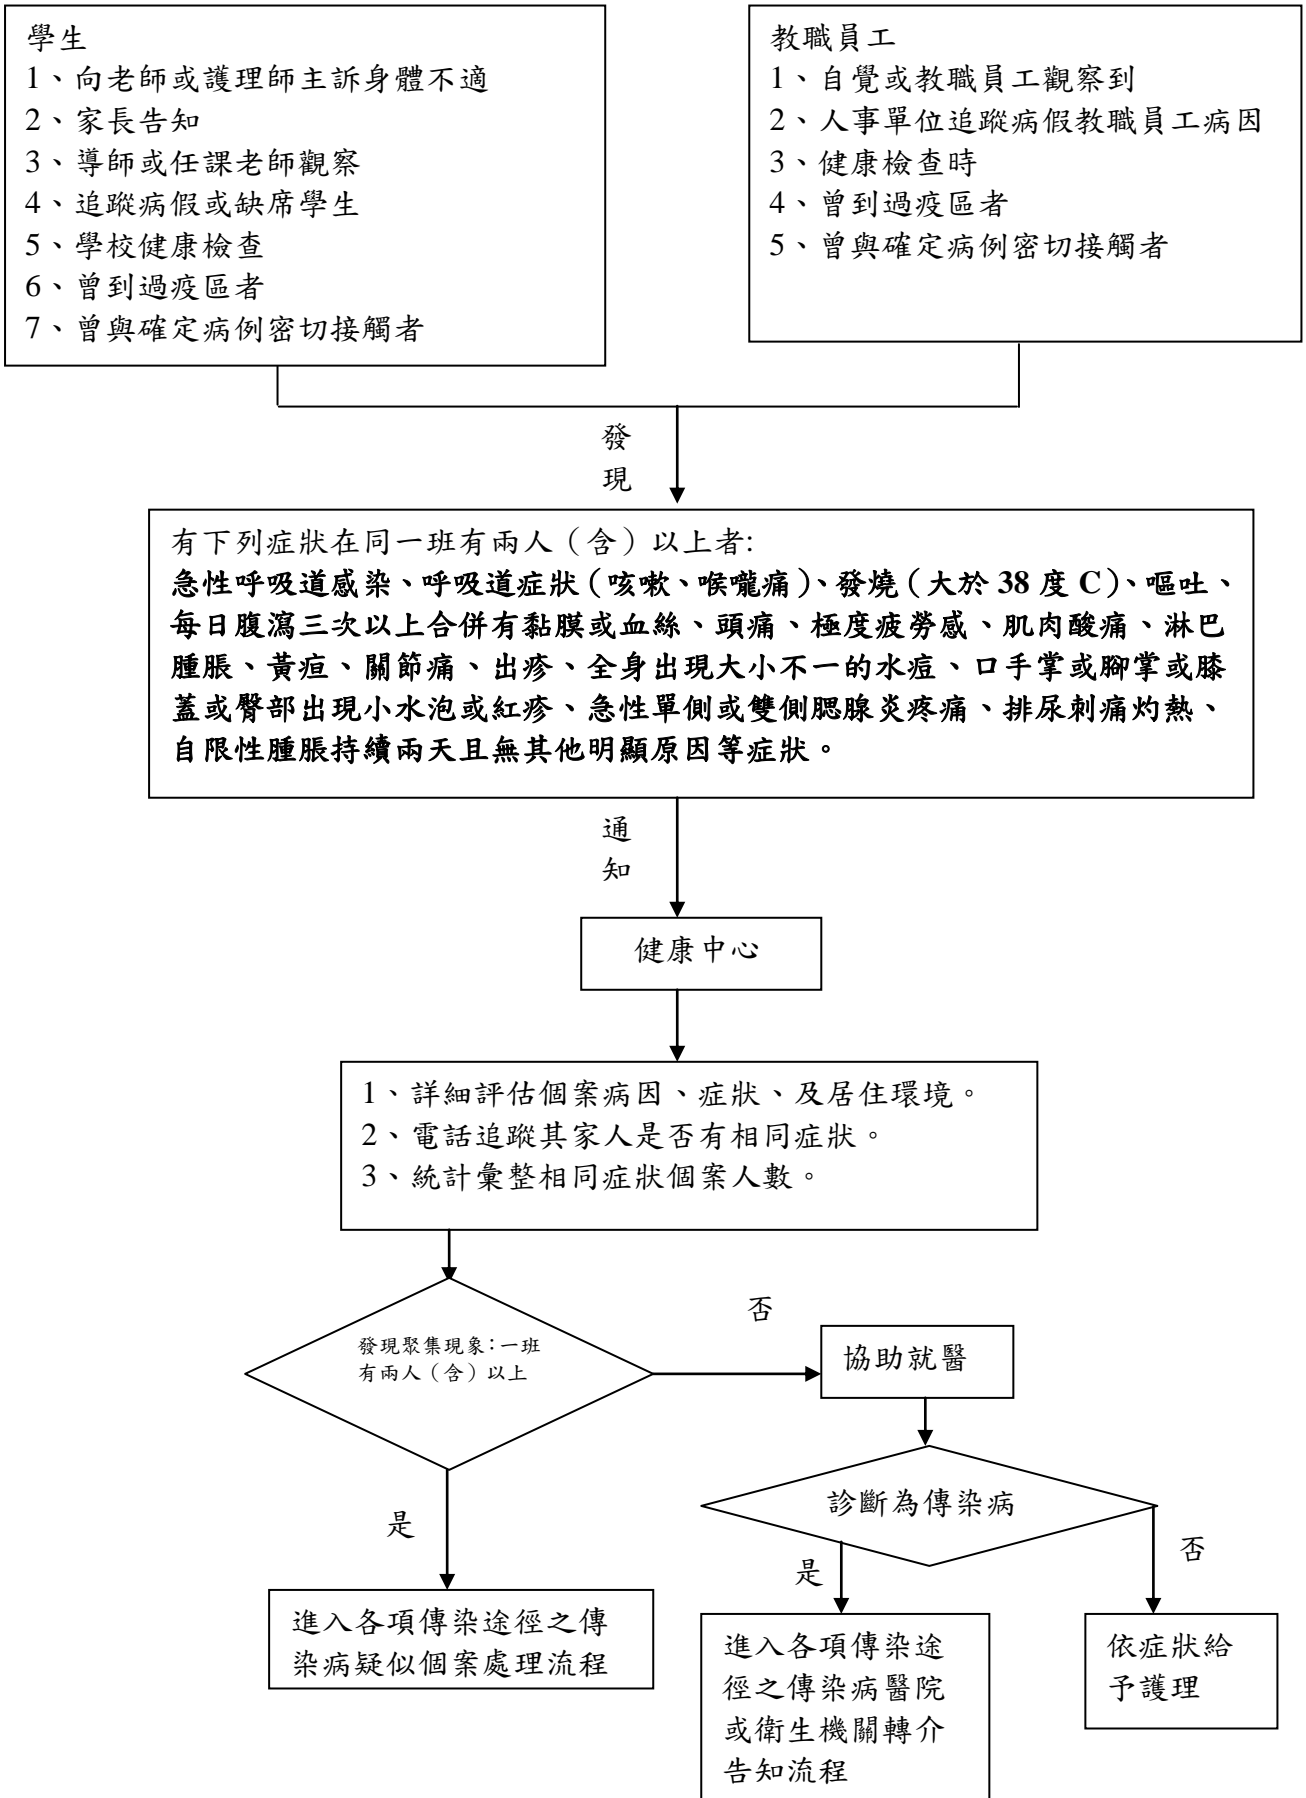 學生
1、向老師或護理師主訴身體不適
2、家長告知
3、導師或任課老師觀察
4、追蹤病假或缺席學生
5、學校健康檢查
6、曾到過疫區者
7、曾與確定病例密切接觸者
教職員工
1、自覺或教職員工觀察到
2、人事單位追蹤病假教職員工病因
3、健康檢查時
4、曾到過疫區者
5、曾與確定病例密切接觸者
發
現
有下列症狀在同一班有兩人（含）以上者:
急性呼吸道感染、呼吸道症狀（咳嗽、喉嚨痛）、發燒（大於 38 度 C）、嘔吐、
每日腹瀉三次以上合併有黏膜或血絲、頭痛、極度疲勞感、肌肉酸痛、淋巴
腫脹、黃疸、關節痛、出疹、全身出現大小不一的水痘、口手掌或腳掌或膝
蓋或臀部出現小水泡或紅疹、急性單側或雙側腮腺炎疼痛、排尿刺痛灼熱、
自限性腫脹持續兩天且無其他明顯原因等症狀。
通
知
健康中心
1、詳細評估個案病因、症狀、及居住環境。
2、電話追蹤其家人是否有相同症狀。
3、統計彙整相同症狀個案人數。
發現聚集現象：一班
有兩人（含）以上
否
協助就醫
是
診斷為傳染病
是
否
進入各項傳染途徑之傳
染病疑似個案處理流程
進入各項傳染途
徑之傳染病醫院
或衛生機關轉介
告知流程
依症狀給
予護理